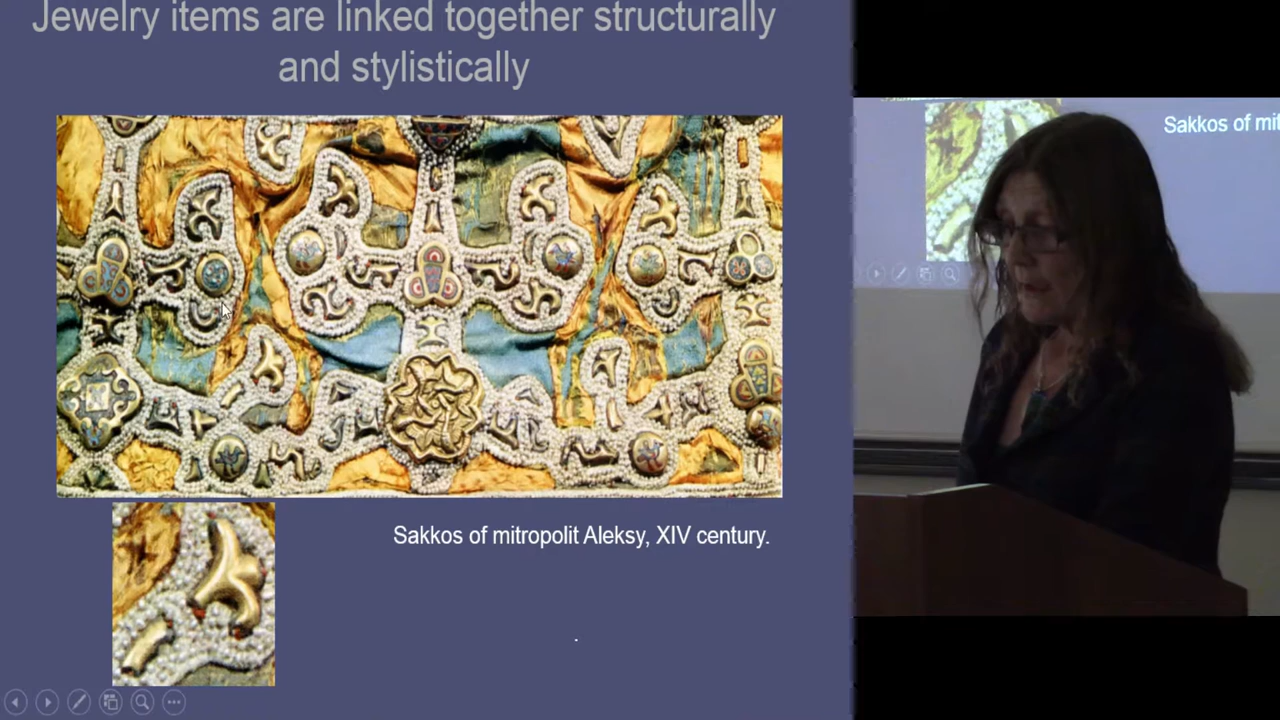 Jewelry items are linked together structurally
and stylistically
Sakkos of mitropolit Aleksy, XIV century.
Sakkos of mit